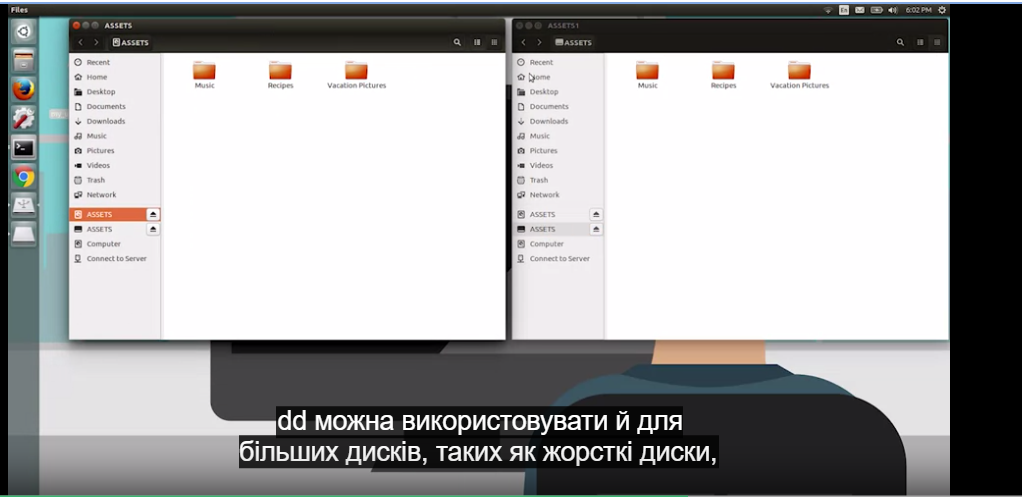 Files
En
6:02 PM
ASSETS
ASSETS
Recent
Home
Desktop
Documents
Downloads
Music
Pictures
Videos
Trash
Network
ASSETS
ASSETS
Computer
Connect to Server
Music
Recipes
Vacation Pictures
ASSETS1
ASSETS
Recent
Home
Desktop
Documents
Downloads
Music
Pictures
Videos
Trash
Network
ASSETS
ASSETS
Computer
Connect to Server
Music
Recipes
Vacation Pictures
dd можна використовувати й для
більших дисків, таких як жорсткі диски,